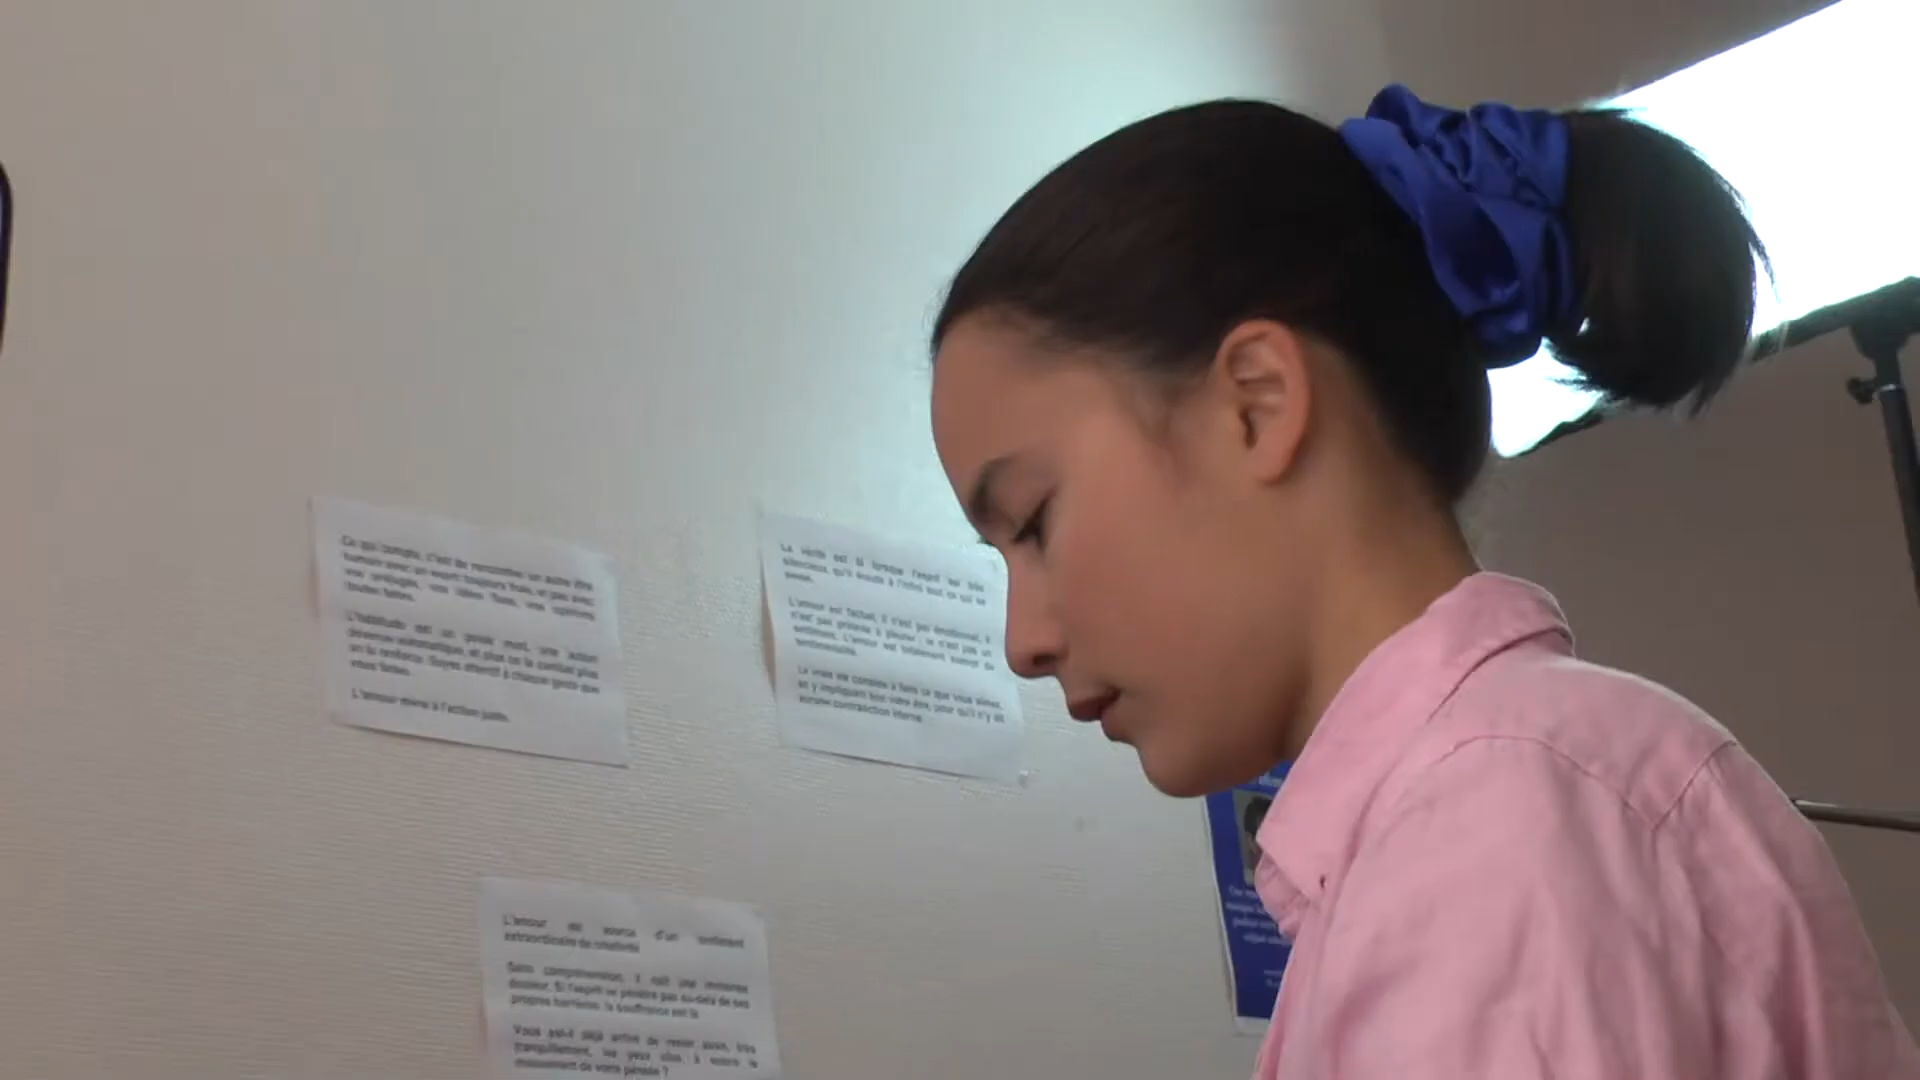 Ce qui compte, c'est de rencontrer un autre être
humain avec un esprit toujours frais, et pas avec
vos préjugés, vos idées fixes, vos opinions
toutes faites.
L'habitude est un guide mort, une action
devenue automatique, et plus on la cultive plus
on la renforce. Soyez attentif à chaque geste que
vous faites.
L'amour mène à l'action juste.
La vérité est là lorsque l'esprit est très
silencieux, qu'il écoute à l'infini tout ce qui se
passe.
L'amour est factuel, il n'est pas émotionnel, il
n'est pas prétexte à pleurer ; ce n'est pas un
sentiment. L'amour est totalement exempt de
sentimentalité.
La vraie vie consiste à faire ce que vous aimez,
en y impliquant tout votre être, pour qu'il n'y ait
aucune contradiction interne.
L'amour est source d'un sentiment
extraordinaire de créativité
Sans compréhension, il naît une immense
douleur. Si l'esprit ne pénètre pas au-delà de ses
propres barrières, la souffrance est là
Vous est-il déjà arrivé de rester assis, très
tranquillement, les yeux clos à suivre le
mouvement de votre pensée ?